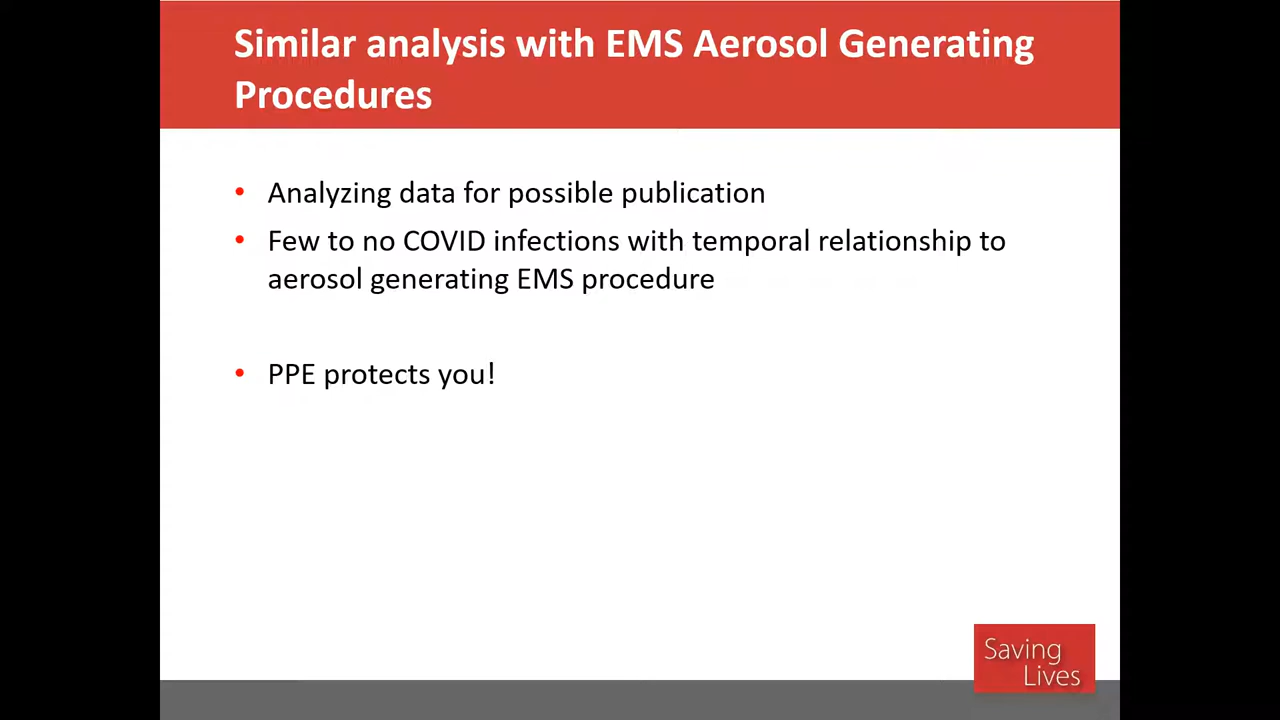 Similar analysis with EMS Aerosol Generating
Procedures
• Analyzing data for possible publication
• Few to no COVID infections with temporal relationship to
aerosol generating EMS procedure
• PPE protects you!
Saving
Lives